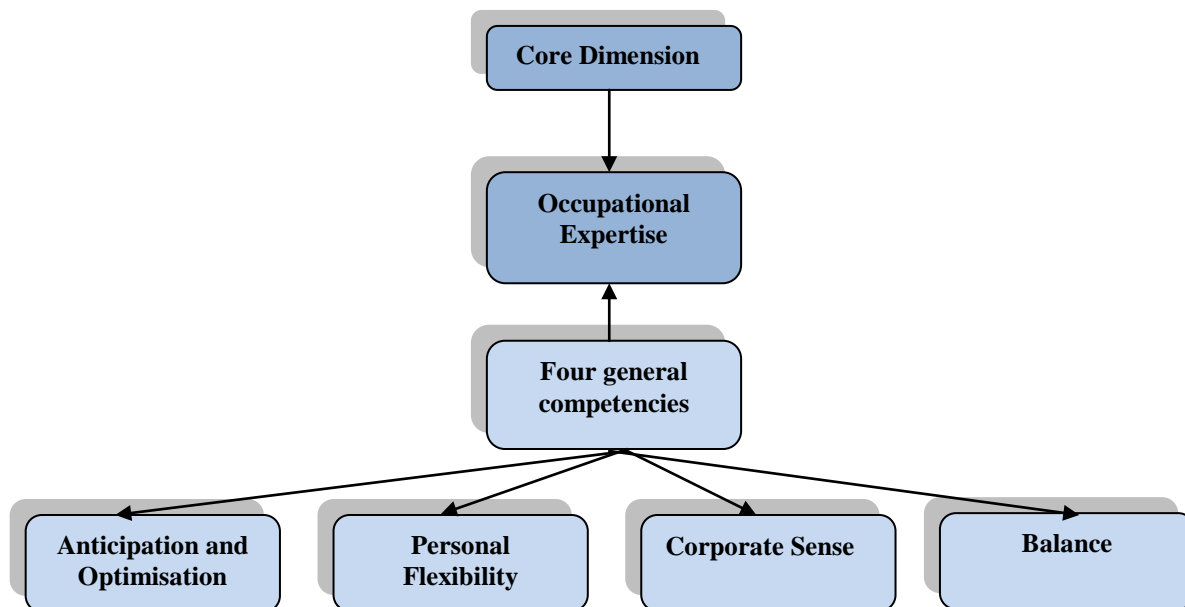 Core Dimension
Occupational
Expertise
Four general
competencies
Anticipation and
Optimisation
Personal
Flexibility
Corporate Sense
Balance